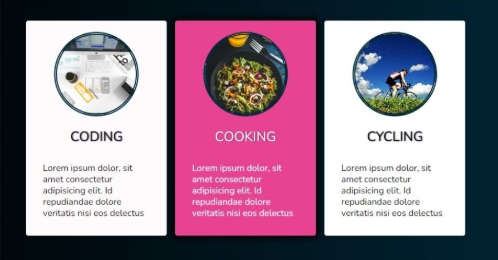 CODING
Lorem ipsum dolor, sit
amet consectetur
adipisicing elit. Id
repudiandae dolore
veritatis nisi eos delectus
COOKING
Lorem ipsum dolor, sit
amet consectetur
adipisicing elit. Id
repudiandae dolore
veritatis nisi eos delectus
CYCLING
Lorem ipsum dolor, sit
amet consectetur
adipisicing elit. Id
repudiandae dolore
veritatis nisi eos delectus